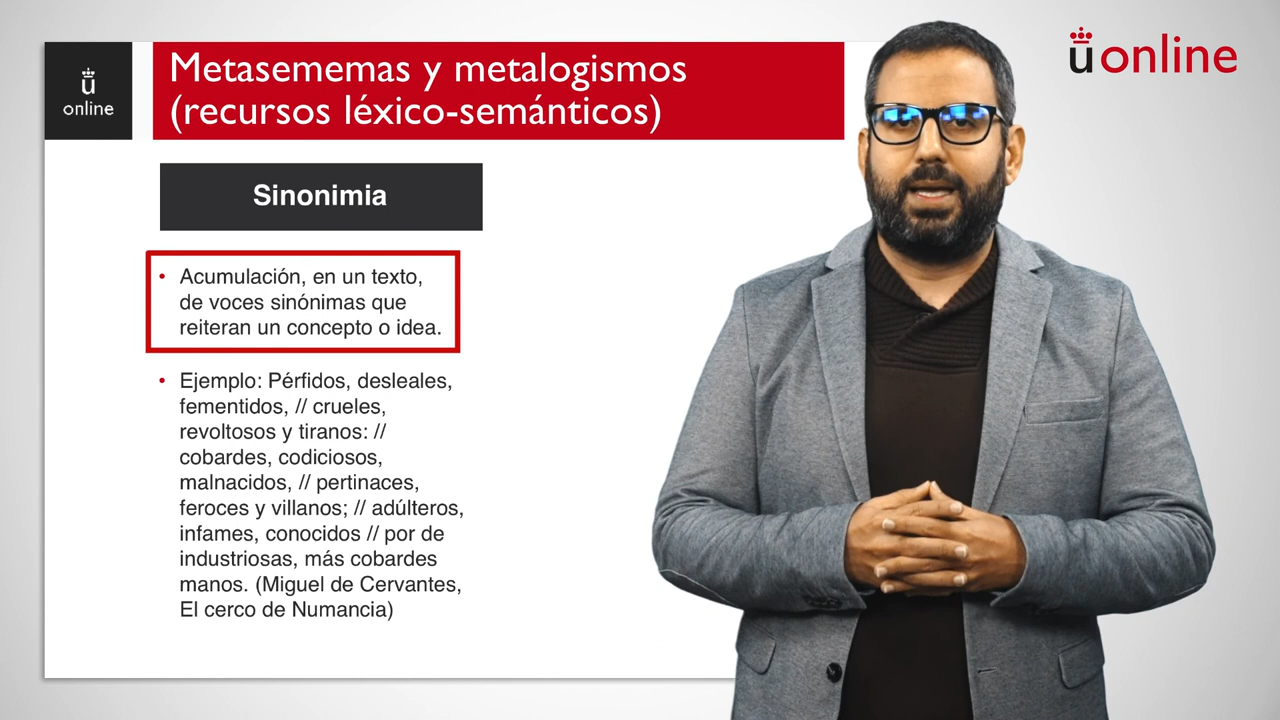 ü online
ü
online
Metasememas y metalogismos
(recursos léxico-semánticos)
Sinonimia
• Acumulación, en un texto,
de voces sinónimas que
reiteran un concepto o idea.
• Ejemplo: Pérfidos, desleales,
fementidos, // crueles,
revoltosos y tiranos: //
cobardes, codiciosos,
malnacidos, // pertinaces,
feroces y villanos; // adúlteros,
infames, conocidos // por de
industriosas, más cobardes
manos. (Miguel de Cervantes,
El cerco de Numancia)